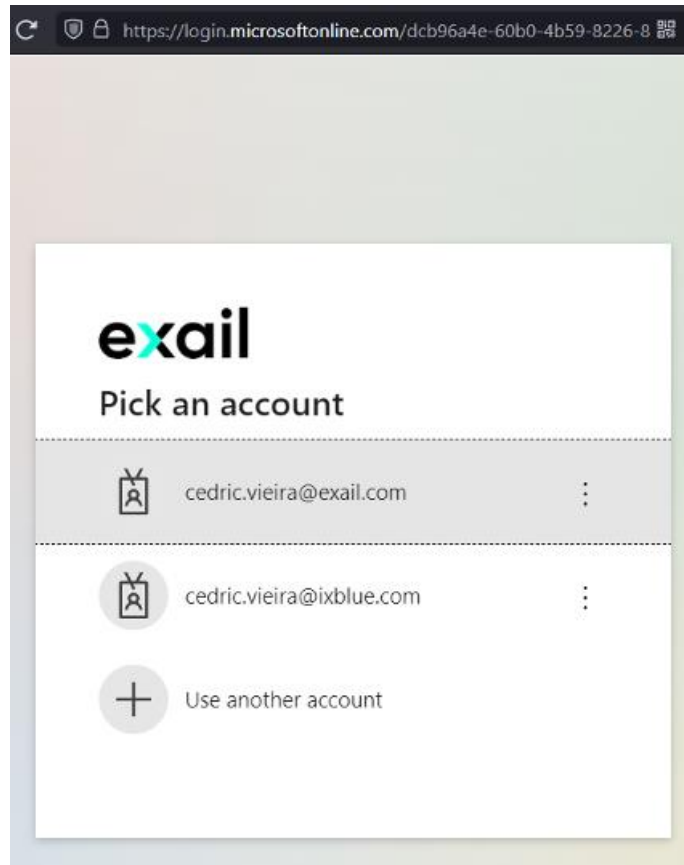 https://login.microsoftonline.com/dcb96a4e-60b0-4b59-8226-8
exail
Pick an account
cedric.vieira@exail.com
cedric.vieira@ixblue.com
Use another account